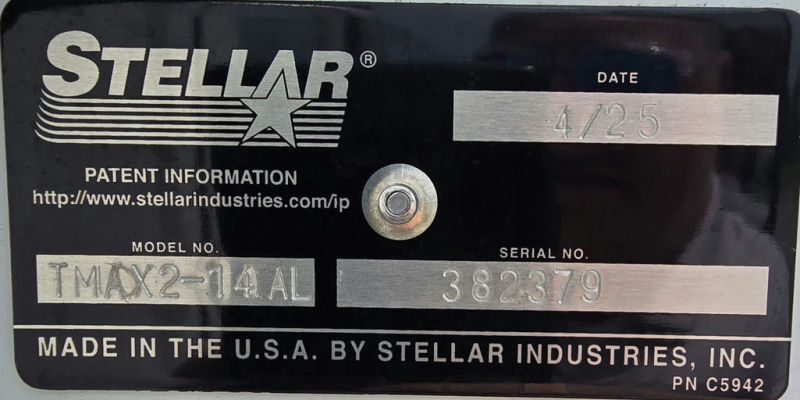 STELLAR®
DATE
4/25
PATENT INFORMATION
http://www.stellarindustries.com/ip
MODEL NO.
TMAX2-14AL
SERIAL NO.
382379
MADE IN THE U.S.A. BY STELLAR INDUSTRIES, INC.
PN C5942